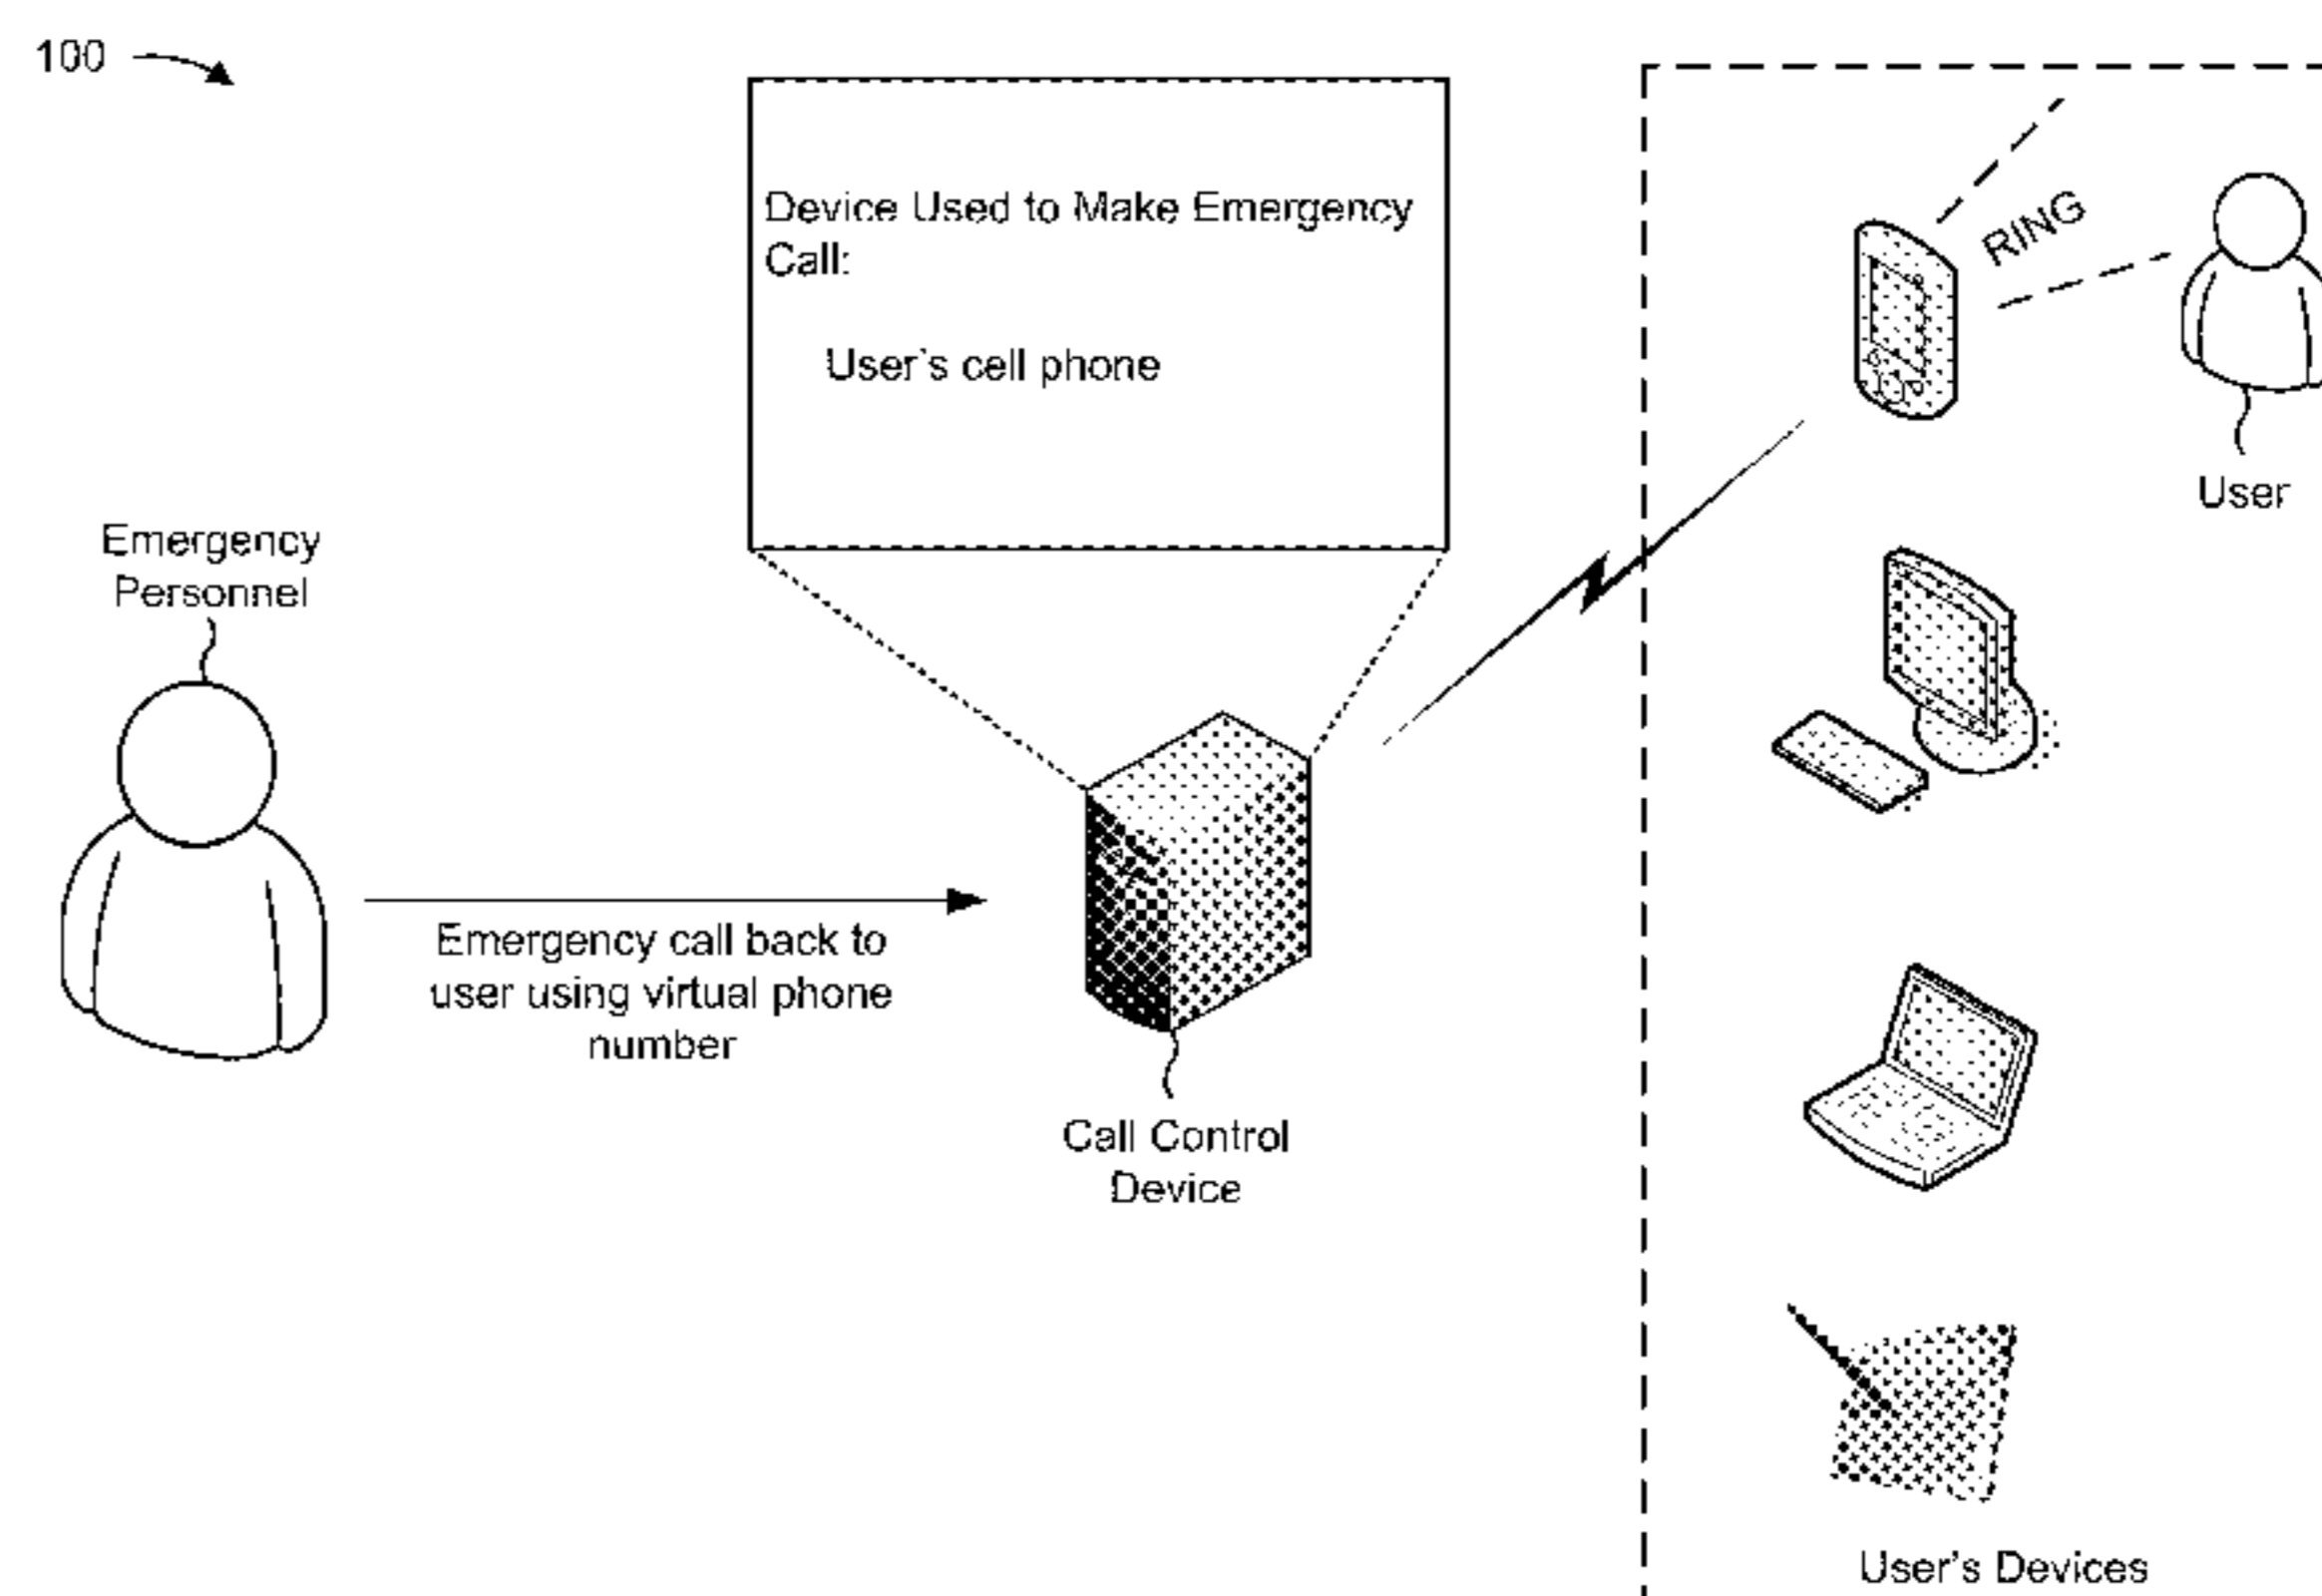 100
Device Used to Make Emergency
Call:
User's cell phone
RING
User
Emergency
Personnel
Emergency call back to
user using virtual phone
number
Call Control
Device
User's Devices